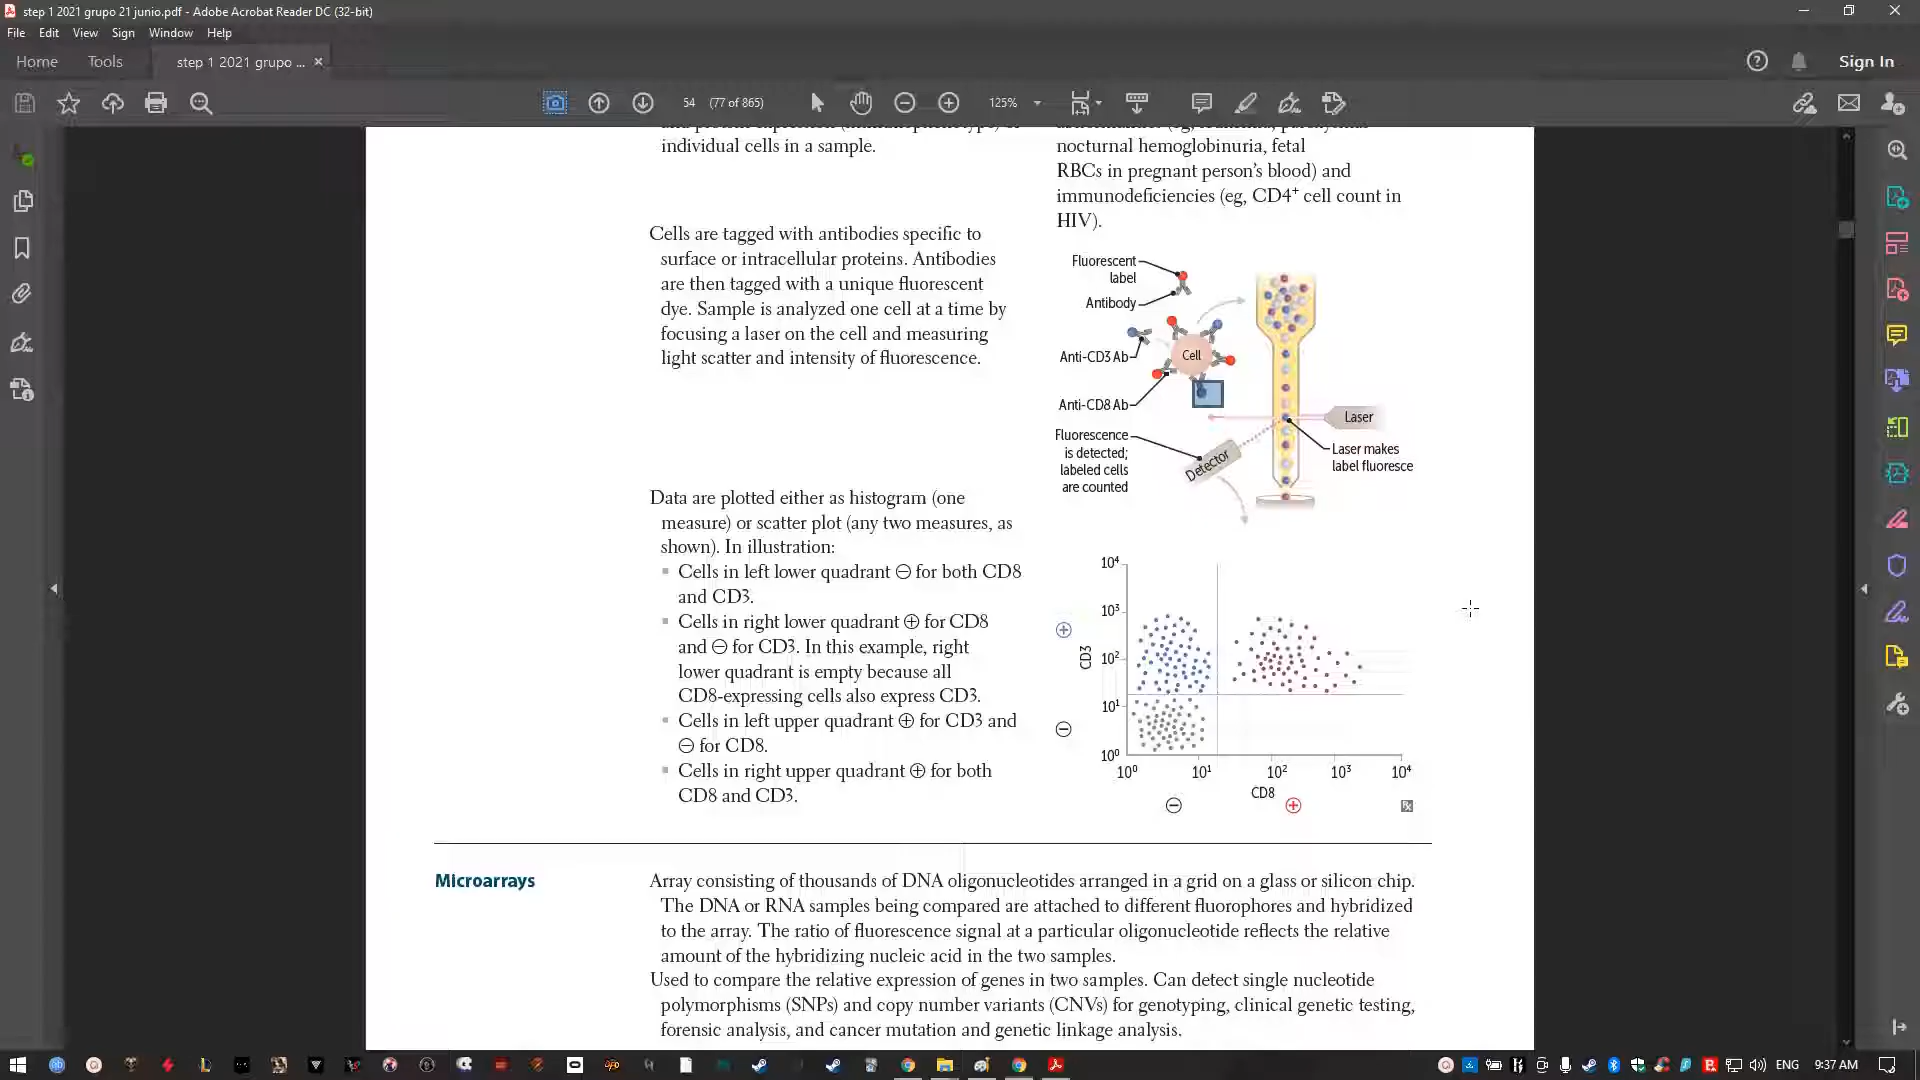 step 1 2021 grupo 21 junio.pdf - Adobe Acrobat Reader DC (32-bit)
File Edit View Sign Window Help
Home Tools step 1 2021 grupo ... × Sign In
54 (77 of 865) 125%
individual cells in a sample.
Cells are tagged with antibodies specific to
surface or intracellular proteins. Antibodies
are then tagged with a unique fluorescent
dye. Sample is analyzed one cell at a time by
focusing a laser on the cell and measuring
light scatter and intensity of fluorescence.
Data are plotted either as histogram (one
measure) or scatter plot (any two measures, as
shown). In illustration:
▪ Cells in left lower quadrant ⊖ for both CD8
and CD3.
▪ Cells in right lower quadrant ⊕ for CD8
and ⊖ for CD3. In this example, right
lower quadrant is empty because all
CD8-expressing cells also express CD3.
▪ Cells in left upper quadrant ⊕ for CD3 and
⊖ for CD8.
▪ Cells in right upper quadrant ⊕ for both
CD8 and CD3.
nocturnal hemoglobinuria, fetal
RBCs in pregnant person’s blood) and
immunodeficiencies (eg, CD4⁺ cell count in
HIV).
Fluorescent
label
Antibody
Anti-CD3 Ab
Cell
Anti-CD8 Ab
Fluorescence
is detected;
labeled cells
are counted
Detector
Laser
Laser makes
label fluoresce
10⁴
10³
10²
10¹
10⁰
CD3
⊕
⊖
10⁰ 10¹ 10² 10³ 10⁴
CD8
⊖ ⊕
Rx
Microarrays
Array consisting of thousands of DNA oligonucleotides arranged in a grid on a glass or silicon chip.
The DNA or RNA samples being compared are attached to different fluorophores and hybridized
to the array. The ratio of fluorescence signal at a particular oligonucleotide reflects the relative
amount of the hybridizing nucleic acid in the two samples.
Used to compare the relative expression of genes in two samples. Can detect single nucleotide
polymorphisms (SNPs) and copy number variants (CNVs) for genotyping, clinical genetic testing,
forensic analysis, and cancer mutation and genetic linkage analysis.
ENG 9:37 AM